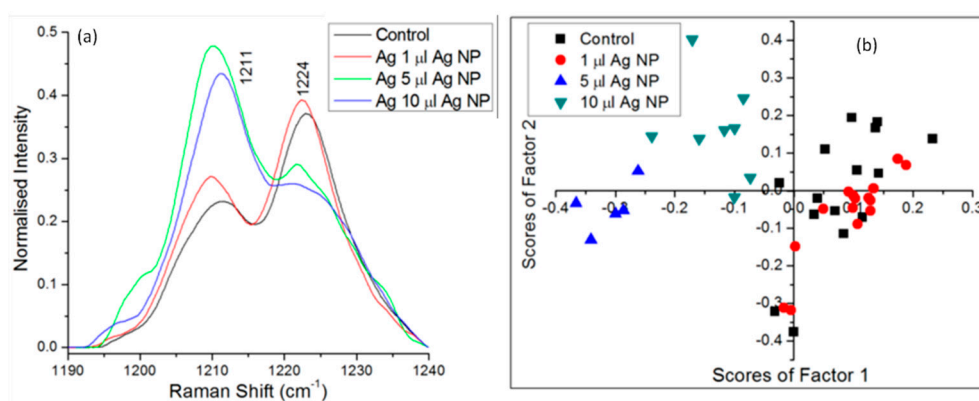 (a)
Control
Ag 1 µl Ag NP
Ag 5 µl Ag NP
Ag 10 µl Ag NP
1211
1224
Normalised Intensity
0.5
0.4
0.3
0.2
0.1
0.0
1190 1200 1210 1220 1230 1240
Raman Shift (cm⁻¹)
(b)
Control
1 µl Ag NP
5 µl Ag NP
10 µl Ag NP
Scores of Factor 2
0.4
0.3
0.2
0.1
0.0
-0.1
-0.2
-0.3
-0.4
-0.4 -0.3 -0.2 -0.1 0.0 0.1 0.2 0.3
Scores of Factor 1